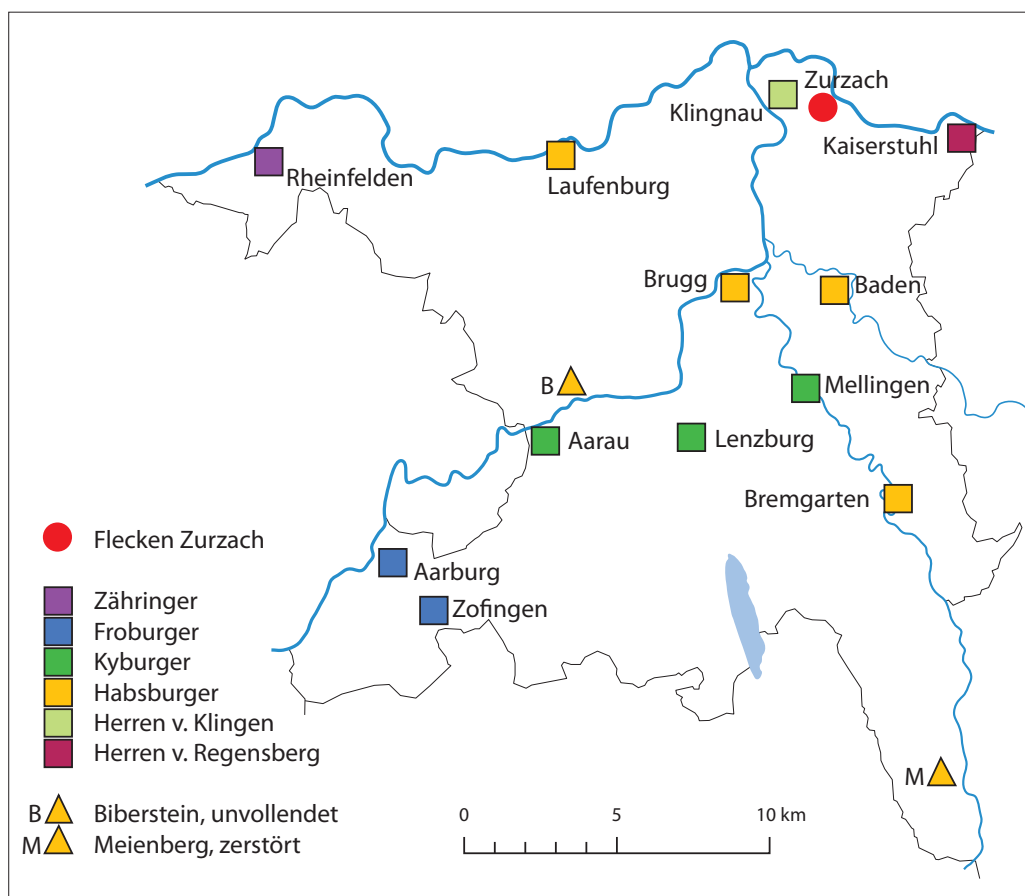 Zurzach
Klingnau
Kaiserstuhl
Rheinfelden
Laufenburg
Brugg
Baden
B
Mellingen
Aarau
Lenzburg
Bremgarten
Flecken Zurzach
Aarburg
Zofingen
Zähringer
Froburger
Kyburger
Habsburger
Herren v. Klingen
Herren v. Regensberg
M
B Biberstein, unvollendet
M Meienberg, zerstört
0 5 10 km